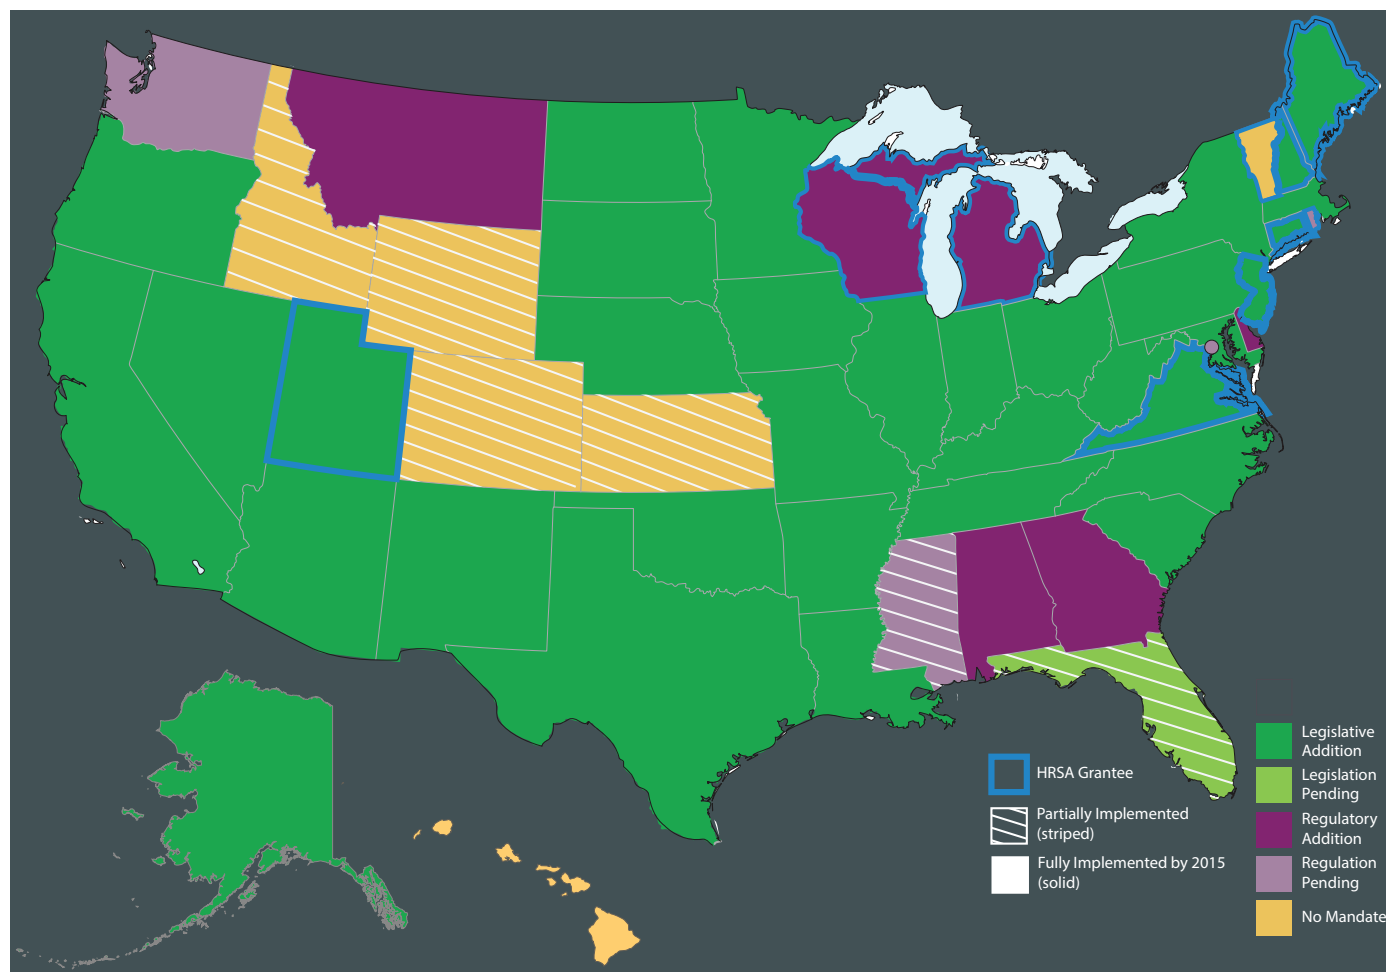 HRSA Grantee
Partially Implemented
(striped)
Fully Implemented by 2015
(solid)
Legislative
Addition
Legislation
Pending
Regulatory
Addition
Regulation
Pending
No Mandate